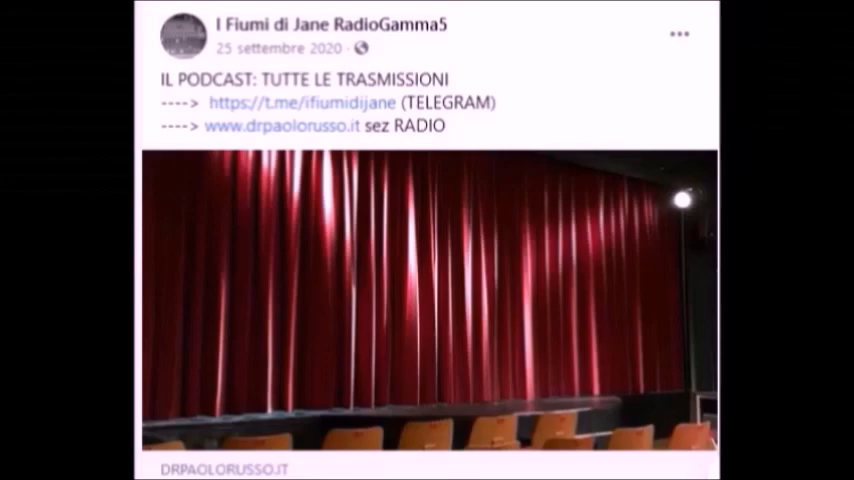 I Fiumi di Jane RadioGamma5
25 settembre 2020 ·
IL PODCAST: TUTTE LE TRASMISSIONI
----> https://t.me/ifiumidijane (TELEGRAM)
----> www.drpaolorusso.it sez RADIO
DRPAOLORUSSO.IT